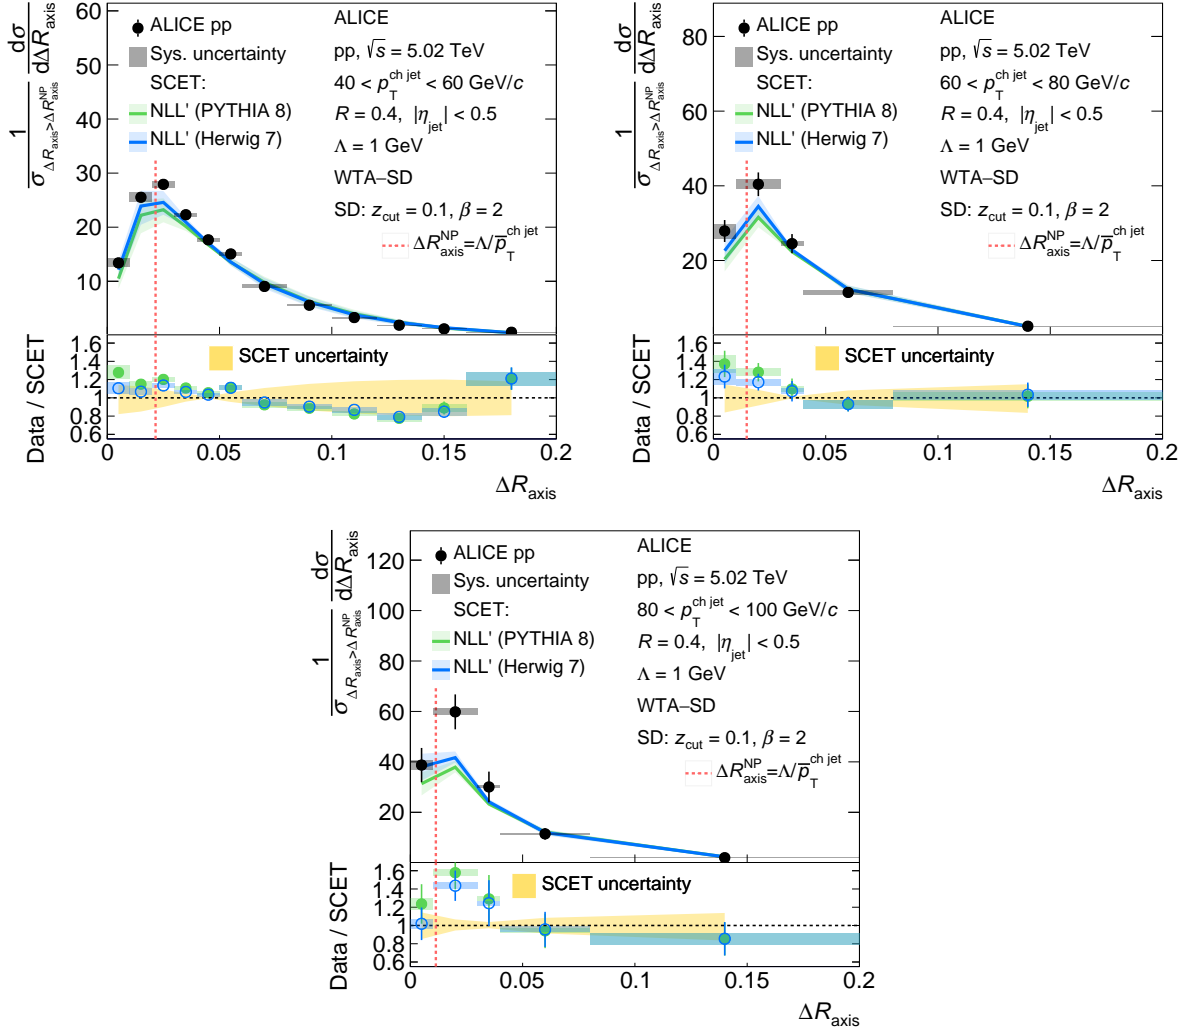 1/σ_{ΔR_axis>ΔR_axis^NP} dσ/dΔR_axis
60
50
40
30
20
10
ALICE pp
Sys. uncertainty
SCET:
NLL' (PYTHIA 8)
NLL' (Herwig 7)
ALICE
pp, √s = 5.02 TeV
40 < p_T^{ch jet} < 60 GeV/c
R = 0.4, |η_jet| < 0.5
Λ = 1 GeV
WTA–SD
SD: z_cut = 0.1, β = 2
ΔR_axis^NP=Λ/p̅_T^{ch jet}
Data / SCET
1.6
1.4
1.2
1
0.8
0.6
SCET uncertainty
0 0.05 0.1 0.15 0.2
ΔR_axis
1/σ_{ΔR_axis>ΔR_axis^NP} dσ/dΔR_axis
80
60
40
20
ALICE pp
Sys. uncertainty
SCET:
NLL' (PYTHIA 8)
NLL' (Herwig 7)
ALICE
pp, √s = 5.02 TeV
60 < p_T^{ch jet} < 80 GeV/c
R = 0.4, |η_jet| < 0.5
Λ = 1 GeV
WTA–SD
SD: z_cut = 0.1, β = 2
ΔR_axis^NP=Λ/p̅_T^{ch jet}
Data / SCET
1.6
1.4
1.2
1
0.8
0.6
SCET uncertainty
0 0.05 0.1 0.15 0.2
ΔR_axis
1/σ_{ΔR_axis>ΔR_axis^NP} dσ/dΔR_axis
120
100
80
60
40
20
ALICE pp
Sys. uncertainty
SCET:
NLL' (PYTHIA 8)
NLL' (Herwig 7)
ALICE
pp, √s = 5.02 TeV
80 < p_T^{ch jet} < 100 GeV/c
R = 0.4, |η_jet| < 0.5
Λ = 1 GeV
WTA–SD
SD: z_cut = 0.1, β = 2
ΔR_axis^NP=Λ/p̅_T^{ch jet}
Data / SCET
1.6
1.4
1.2
1
0.8
0.6
SCET uncertainty
0 0.05 0.1 0.15 0.2
ΔR_axis